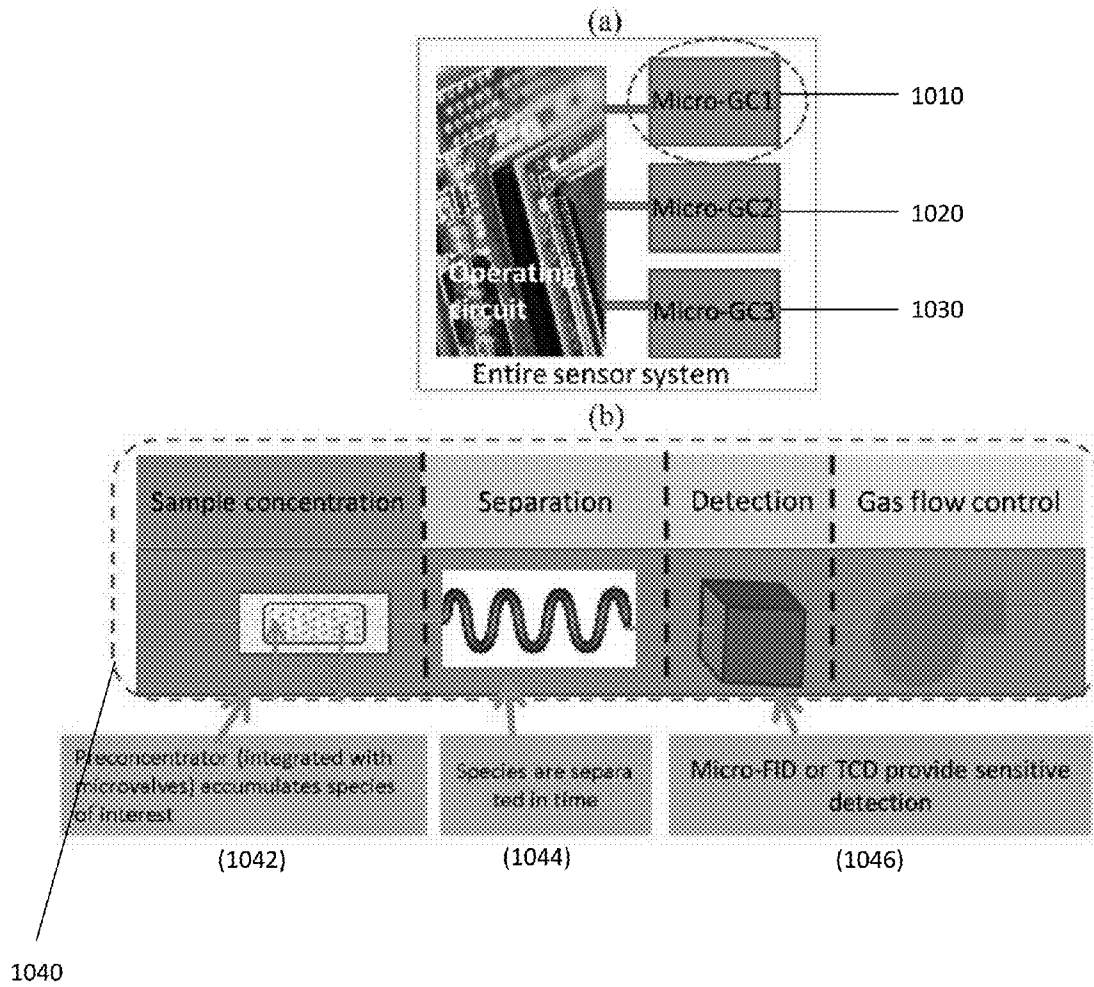 (a)
Micro-GC1
1010
Micro-GC2
1020
Operating
circuit
Micro-GC3
1030
Entire sensor system
(b)
Sample concentration
Separation
Detection
Gas flow control
Preconcentrator (integrated with
microvalves) accumulates species
of interest
Species are separa
ted in time
Micro-FID or TCD provide sensitive
detection
(1042)
(1044)
(1046)
1040